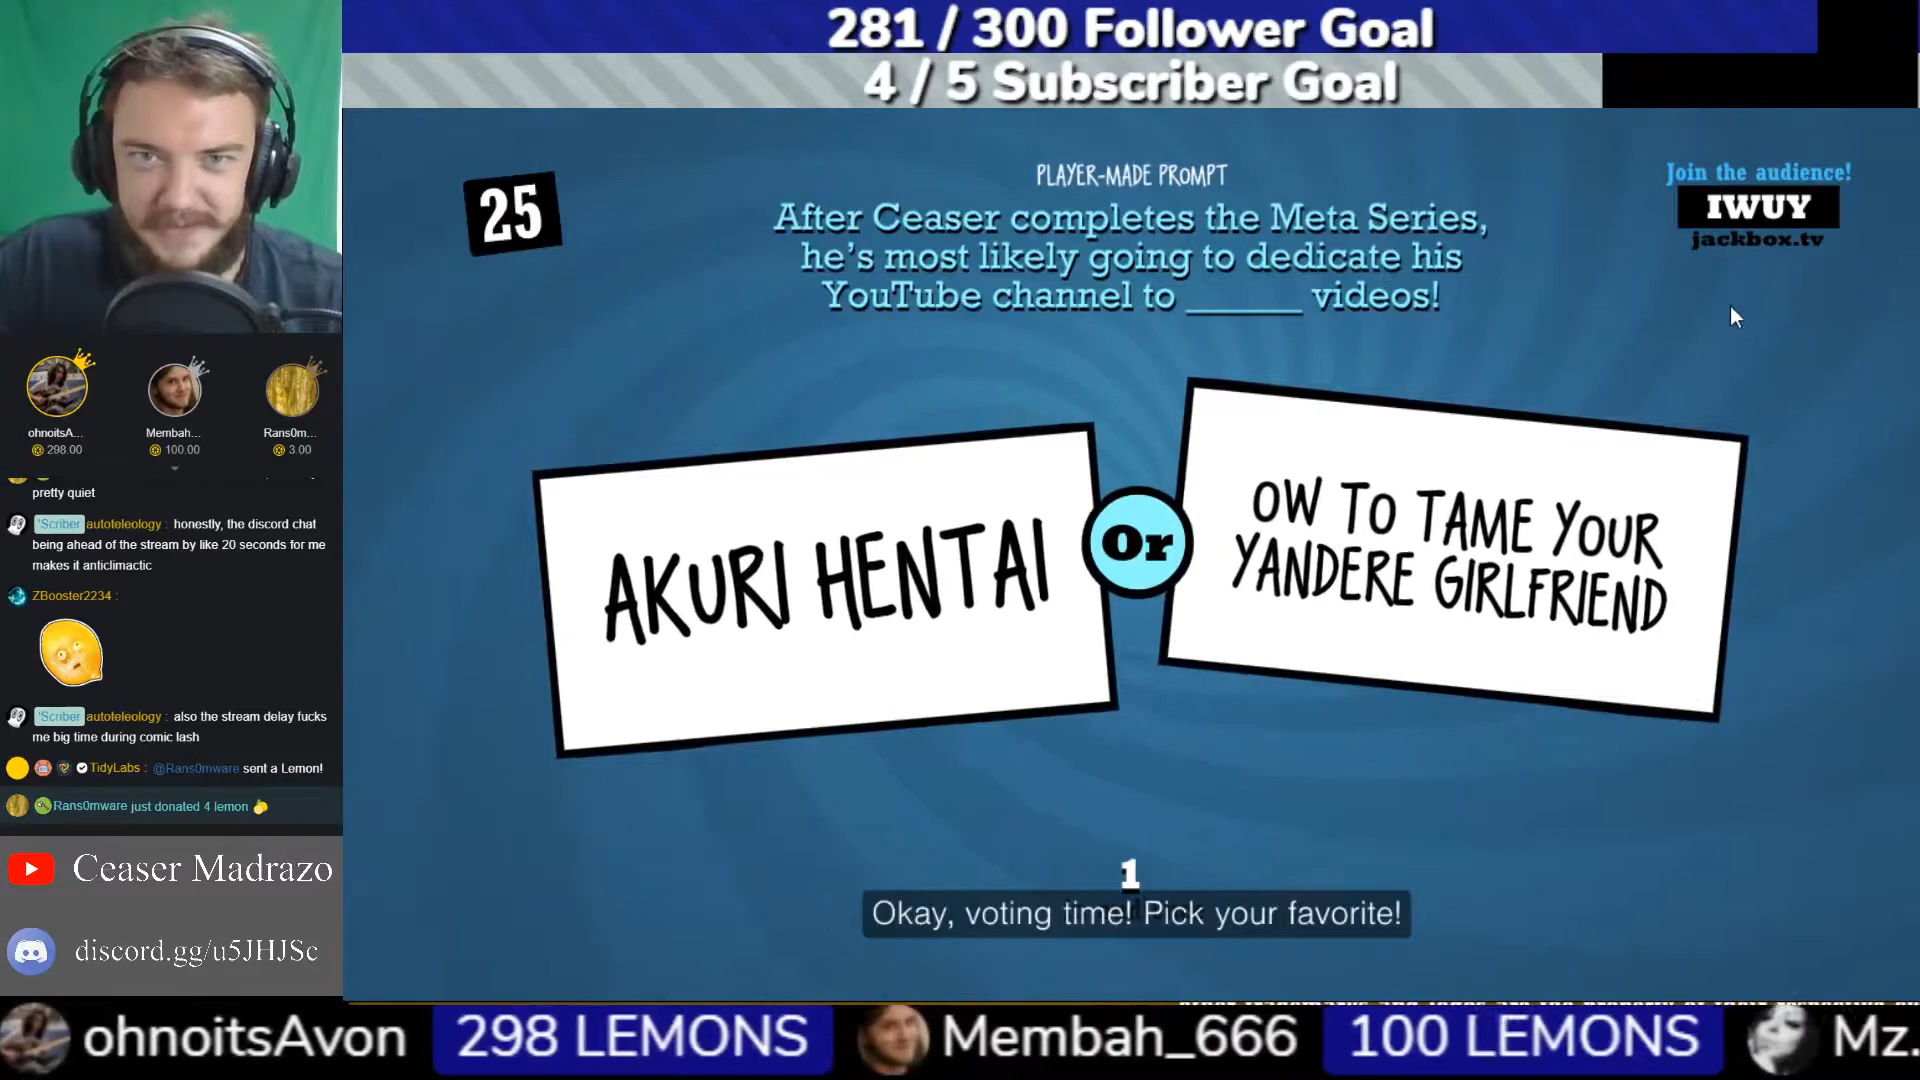 281 / 300 Follower Goal
4 / 5 Subscriber Goal
25
PLAYER-MADE PROMPT
After Ceaser completes the Meta Series,
he's most likely going to dedicate his
YouTube channel to ______ videos!
Join the audience!
IWUY
jackbox.tv
AKURI HENTAI
Or
OW TO TAME YOUR
YANDERE GIRLFRIEND
1
Okay, voting time! Pick your favorite!
ohnoitsA...
298.00
Membah...
100.00
Rans0m...
3.00
pretty quiet
'Scriber autoteleology : honestly, the discord chat
being ahead of the stream by like 20 seconds for me
makes it anticlimactic
ZBooster2234 :
'Scriber autoteleology : also the stream delay fucks
me big time during comic lash
TidyLabs : @Rans0mware sent a Lemon!
Rans0mware just donated 4 lemon
Ceaser Madrazo
discord.gg/u5JHJSc
ohnoitsAvon 298 LEMONS Membah_666 100 LEMONS Mz.